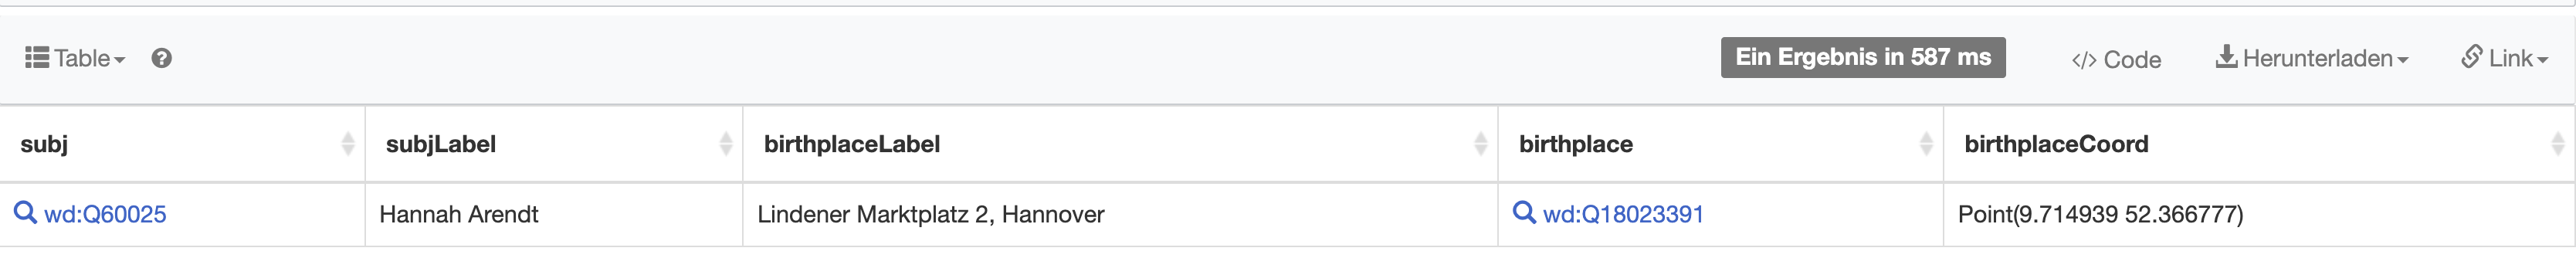 Table
Ein Ergebnis in 587 ms </> Code Herunterladen Link
subj subjLabel birthplaceLabel birthplace birthplaceCoord
wd:Q60025 Hannah Arendt Lindener Marktplatz 2, Hannover wd:Q18023391 Point(9.714939 52.366777)